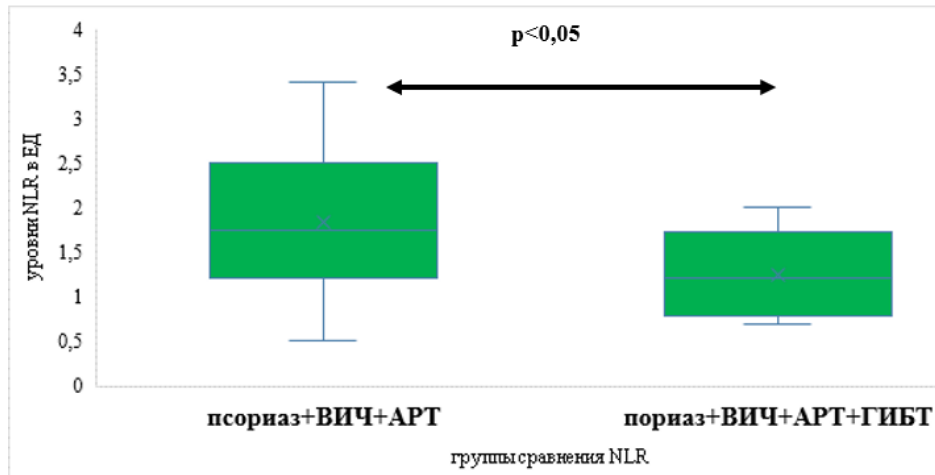 p<0,05
4
3,5
3
2,5
2
1,5
1
0,5
0
уровни NLR в ЕД
псориаз+ВИЧ+АРТ
пориаз+ВИЧ+АРТ+ГИБТ
группы сравнения NLR